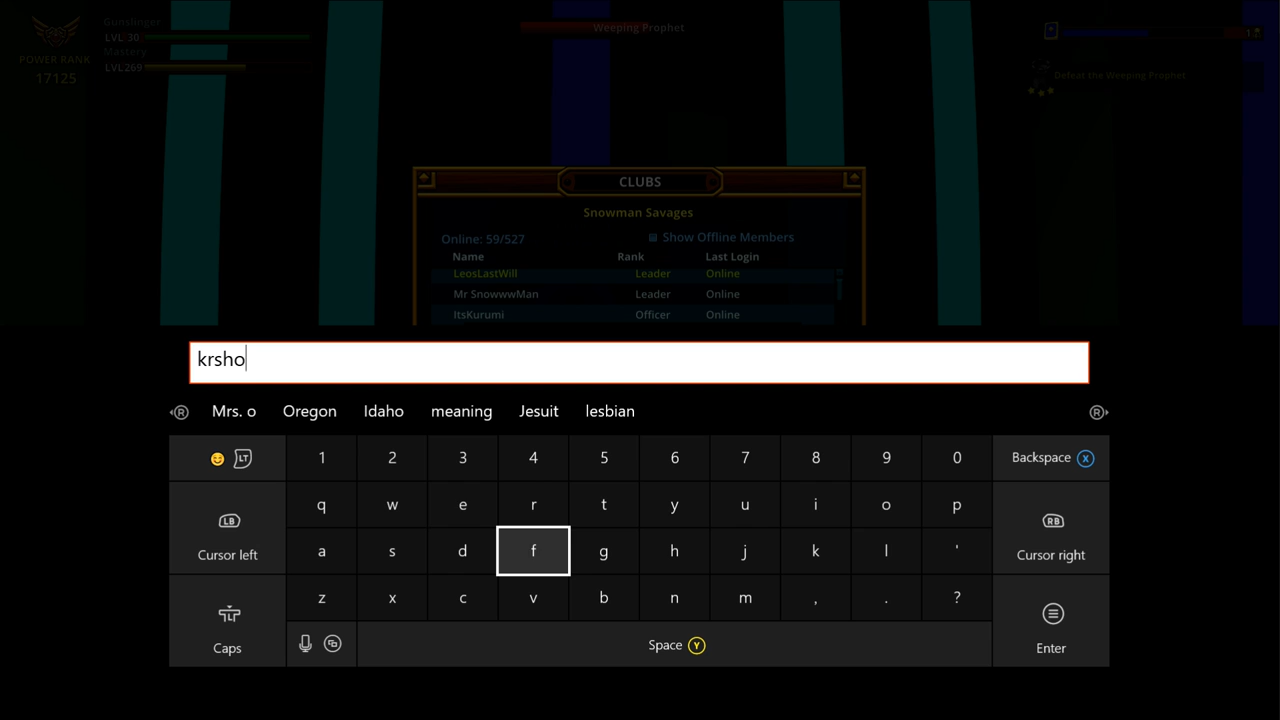 Gunslinger
LVL 30
Mastery
LVL269
POWER RANK
17125
Weeping Prophet
Defeat the Weeping Prophet
CLUBS
Snowman Savages
Online: 59/527 Show Offline Members
Name Rank Last Login
LeosLastWill Leader Online
Mr SnowwwMan Leader Online
ItsKurumi Officer Online
krsho
R Mrs. o Oregon Idaho meaning Jesuit lesbian R
LT 1 2 3 4 5 6 7 8 9 0 Backspace X
LB q w e r t y u i o p RB
Cursor left a s d f g h j k l ' Cursor right
z x c v b n m , . ?
Caps Space Y Enter